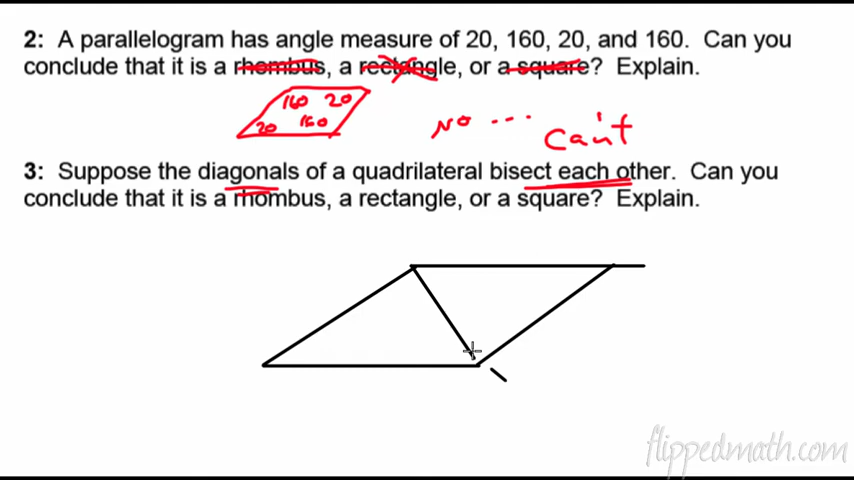 2: A parallelogram has angle measure of 20, 160, 20, and 160. Can you
conclude that it is a rhombus, a rectangle, or a square? Explain.
160 20
20 160
NO ... Can't
3: Suppose the diagonals of a quadrilateral bisect each other. Can you
conclude that it is a rhombus, a rectangle, or a square? Explain.
flippedmath.com